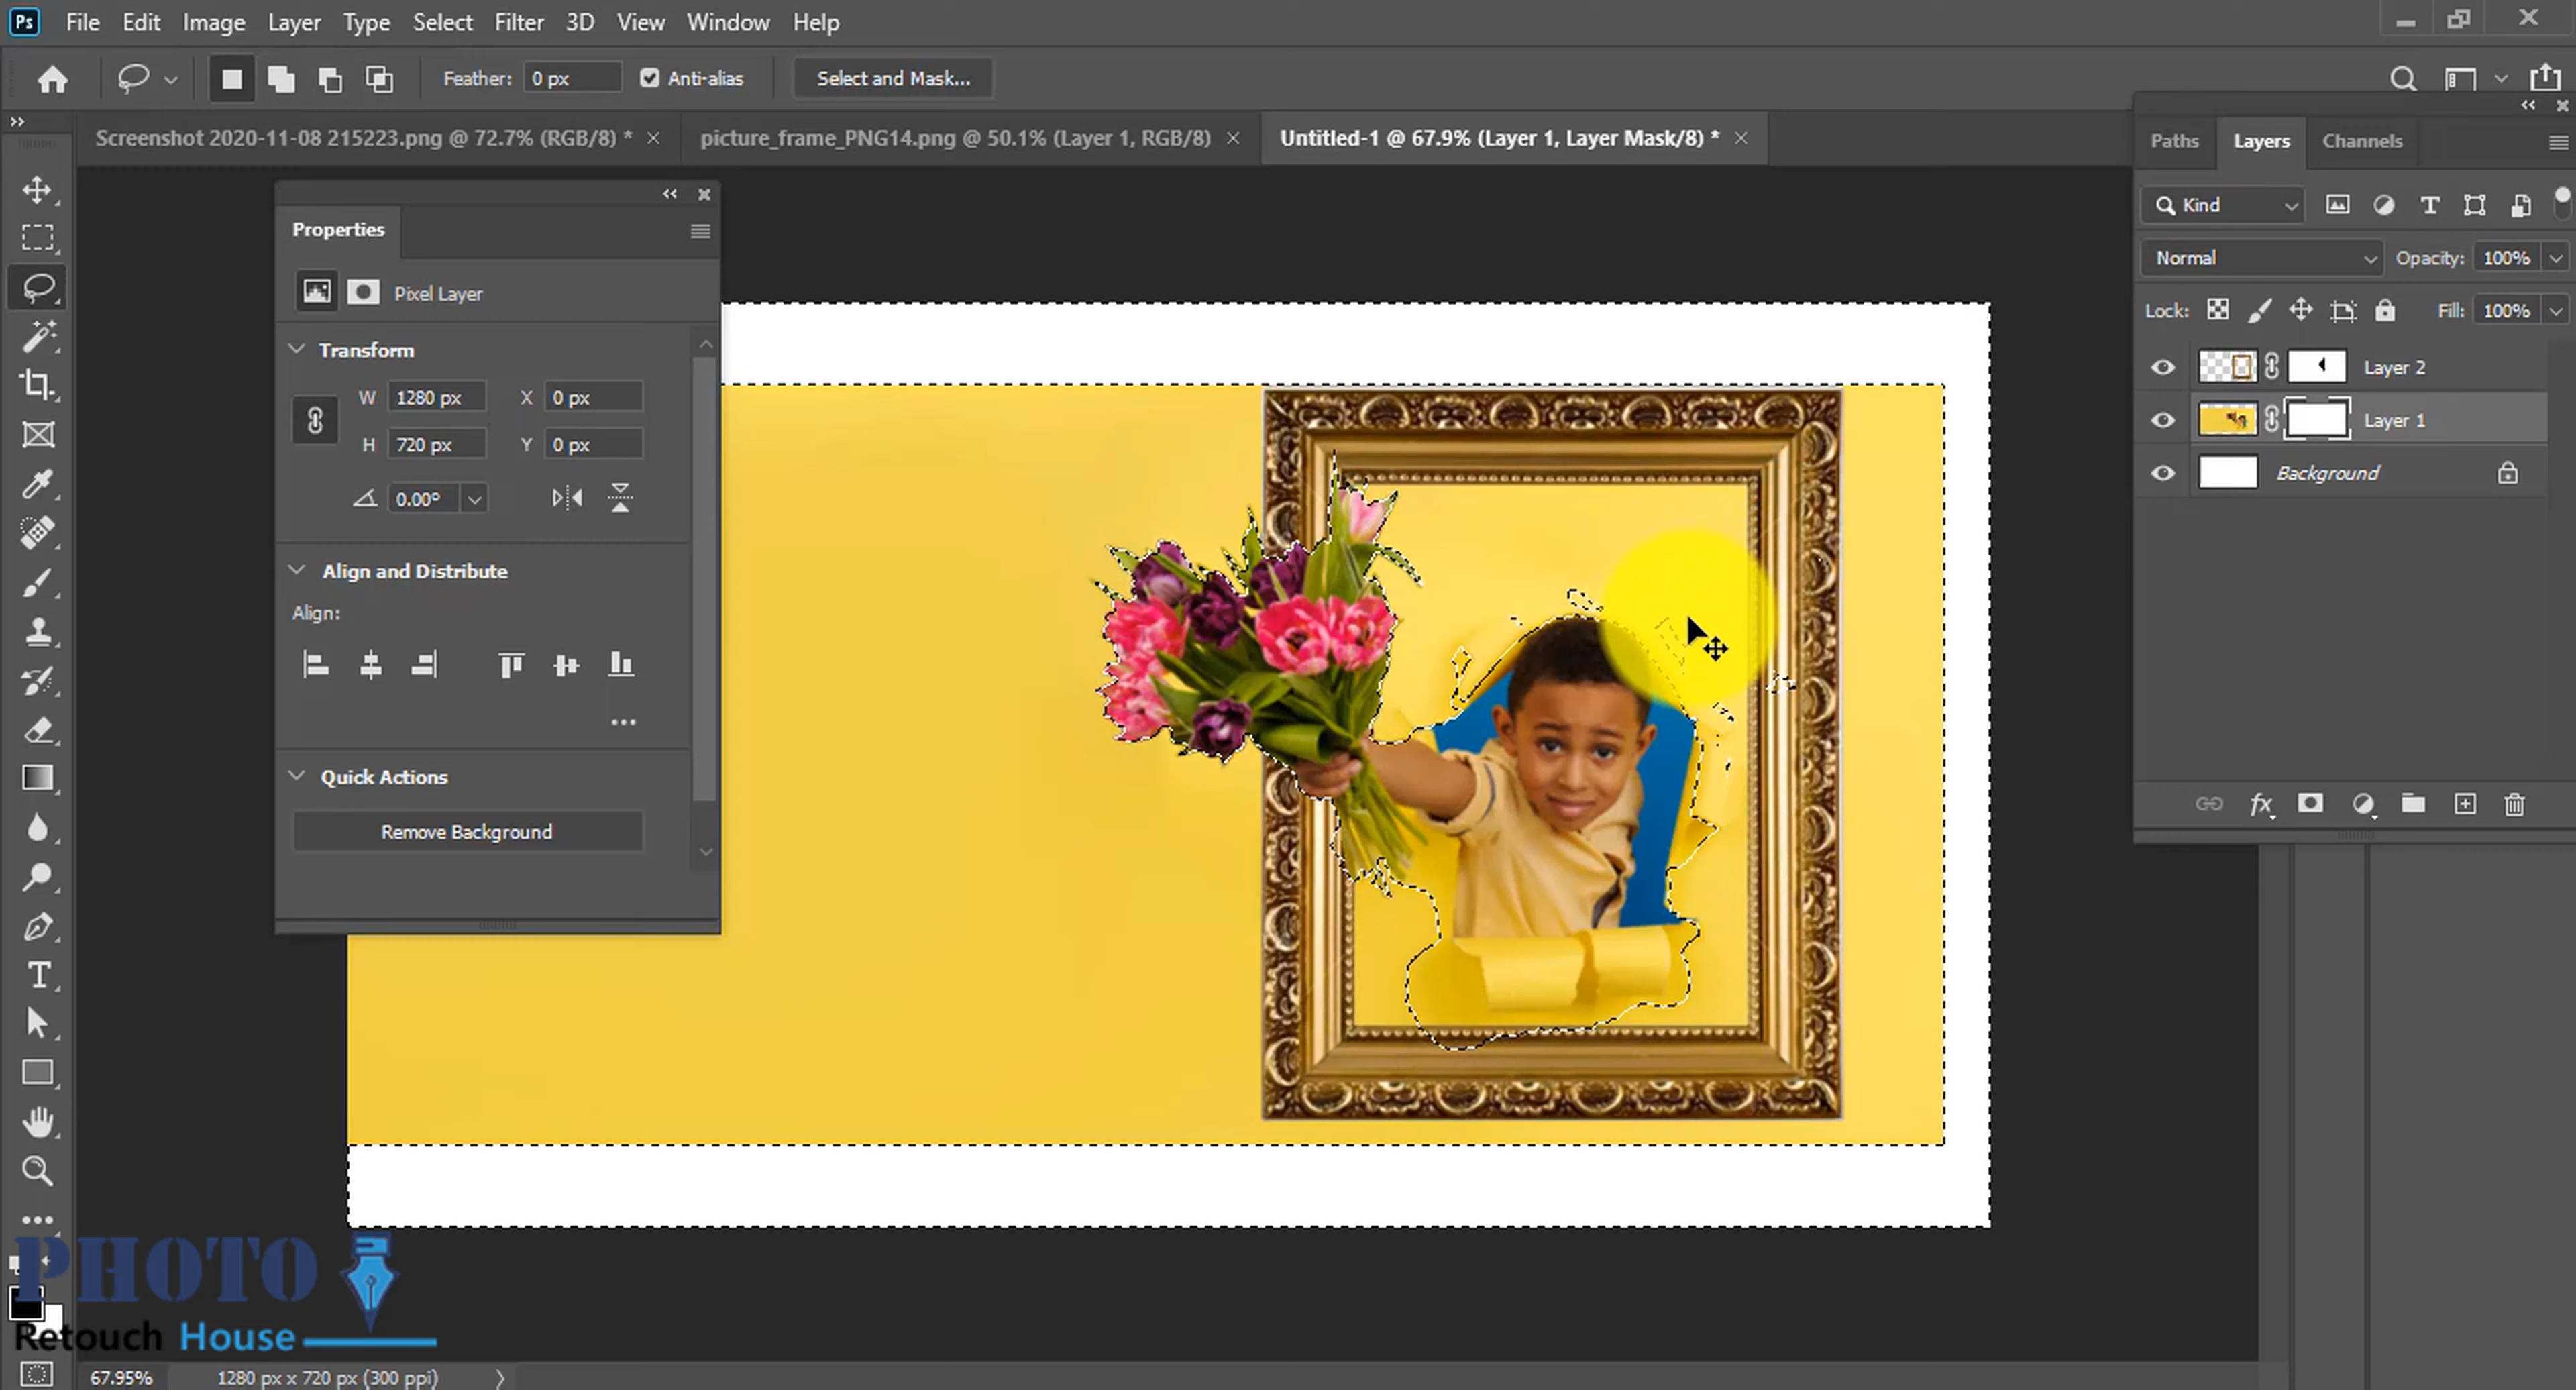 Ps File Edit Image Layer Type Select Filter 3D View Window Help
Feather: 0 px Anti-alias Select and Mask...
Screenshot 2020-11-08 215223.png @ 72.7% (RGB/8) * × picture_frame_PNG14.png @ 50.1% (Layer 1, RGB/8) × Untitled-1 @ 67.9% (Layer 1, Layer Mask/8) * ×
Properties
Pixel Layer
Transform
W 1280 px X 0 px
H 720 px Y 0 px
0.00°
Align and Distribute
Align:
Quick Actions
Remove Background
Paths Layers Channels
Kind
Normal Opacity: 100%
Lock: Fill: 100%
Layer 2
Layer 1
Background
PHOTO
Retouch House
67.95% 1280 px x 720 px (300 ppi)